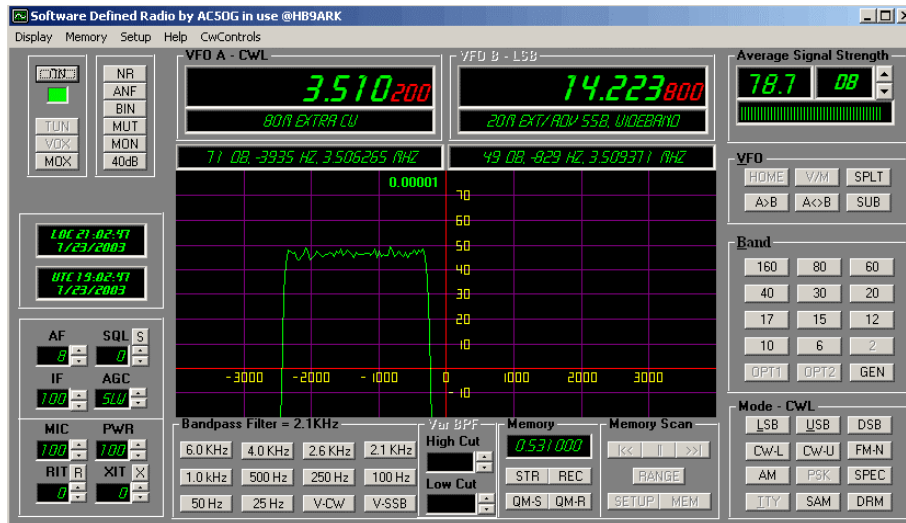 Software Defined Radio by AC5OG in use @HB9ARK
Display Memory Setup Help CwControls
ON
TUN
VOX
MOX
NR
ANF
BIN
MUT
MON
40dB
VFO A - CWL
3.510200
80M EXTRA CW
VFO B - LSB
14.223800
20M EXT/ADV SSB, WIDEBAND
Average Signal Strength
78.7 DB
71 DB, -3935 HZ, 3.506265 MHZ
49 DB, -829 HZ, 3.509371 MHZ
VFO
HOME V/M SPLT
A>B A<>B SUB
LOC 21:02:47
7/23/2003
UTC 19:02:47
7/23/2003
0.00001
70
60
50
40
30
20
10
-3000 -2000 -1000 0 1000 2000 3000
-10
Band
160 80 60
40 30 20
17 15 12
10 6 2
OPT1 OPT2 GEN
AF SQL S
8 0
IF AGC
100 SLW
MIC PWR
100 100
RIT R XIT X
0 0
Bandpass Filter = 2.1KHz
6.0 KHz 4.0 KHz 2.6 KHz 2.1 KHz
1.0 kHz 500 Hz 250 Hz 100 Hz
50 Hz 25 Hz V-CW V-SSB
Var BPF
High Cut
Low Cut
Memory
0.531000
STR REC
QM-S QM-R
Memory Scan
|<< || >>|
RANGE
SETUP MEM
Mode - CWL
LSB USB DSB
CW-L CW-U FM-N
AM PSK SPEC
ITY SAM DRM